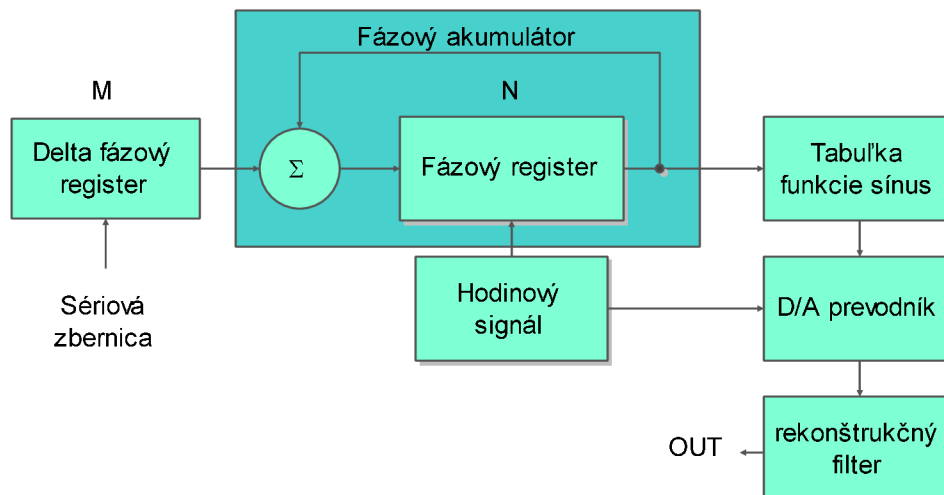 Fázový akumulátor
M
N
Delta fázový
register
Σ
Fázový register
Tabuľka
funkcie sínus
Sériová
zbernica
Hodinový
signál
D/A prevodník
OUT
rekonštrukčný
filter